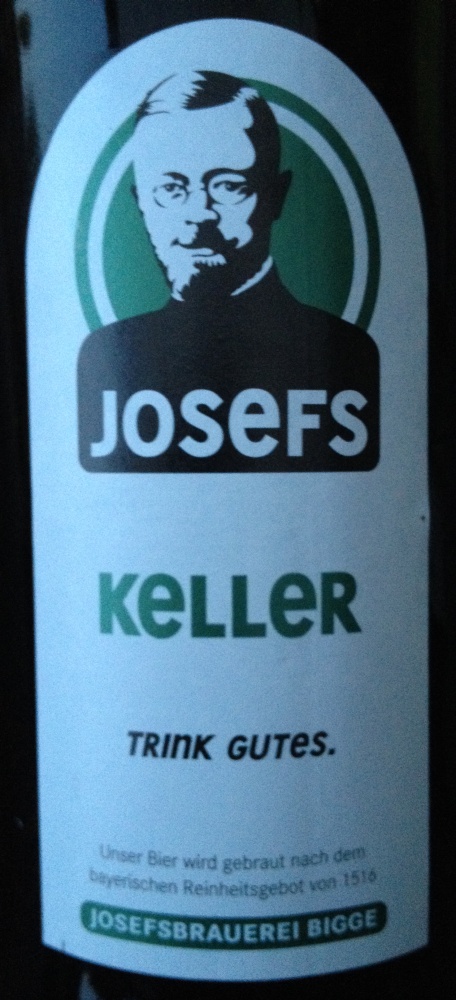 JOSEFS
KELLER
TRINK GUTES.
Unser Bier wird gebraut nach dem
bayerischen Reinheitsgebot von 1516
JOSEFSBRAUEREI BIGGE